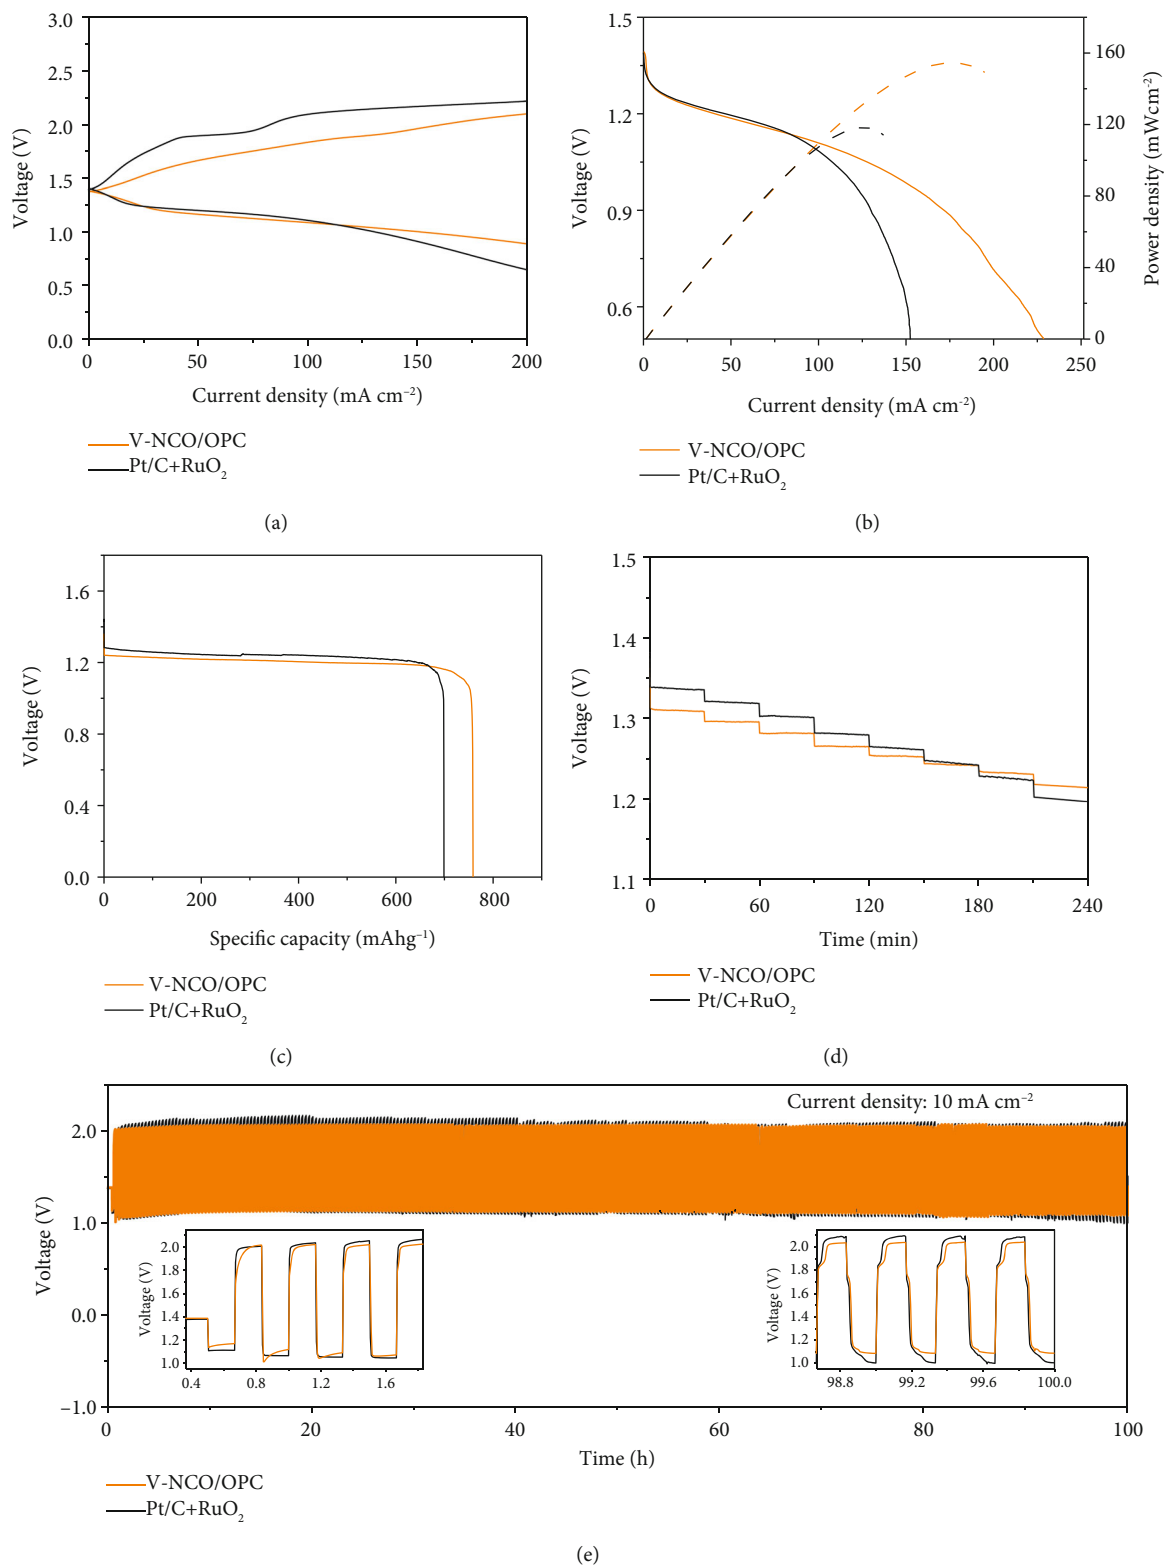 3.0
2.5
2.0
1.5
1.0
0.5
0.0
Voltage (V)
0 50 100 150 200
Current density (mA cm⁻²)
V-NCO/OPC
Pt/C+RuO₂
(a)
1.5
1.2
0.9
0.6
Voltage (V)
160
120
80
40
0
Power density (mWcm⁻²)
0 50 100 150 200 250
Current density (mA cm⁻²)
V-NCO/OPC
Pt/C+RuO₂
(b)
1.6
1.2
0.8
0.4
0.0
Voltage (V)
0 200 400 600 800
Specific capacity (mAhg⁻¹)
V-NCO/OPC
Pt/C+RuO₂
(c)
1.5
1.4
1.3
1.2
1.1
Voltage (V)
0 60 120 180 240
Time (min)
V-NCO/OPC
Pt/C+RuO₂
(d)
Current density: 10 mA cm⁻²
2.0
1.0
0.0
–1.0
Voltage (V)
2.0
1.8
1.6
1.4
1.2
1.0
Voltage (V)
0.4 0.8 1.2 1.6
2.0
1.8
1.6
1.4
1.2
1.0
Voltage (V)
98.8 99.2 99.6 100.0
0 20 40 60 80 100
Time (h)
V-NCO/OPC
Pt/C+RuO₂
(e)